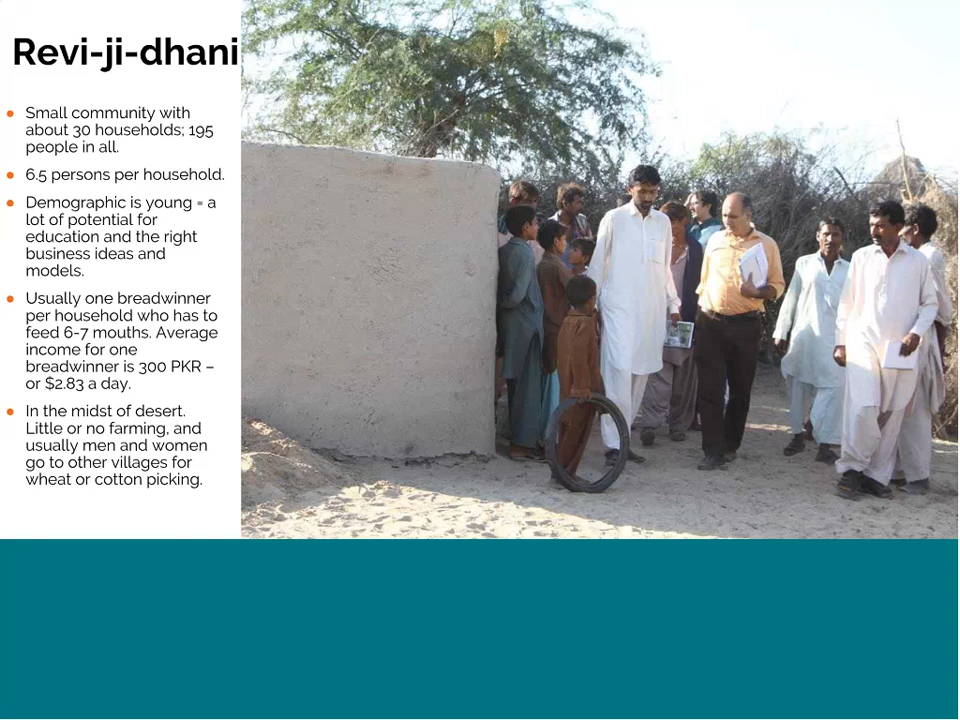 Revi-ji-dhani
● Small community with
about 30 households; 195
people in all.
● 6.5 persons per household.
● Demographic is young = a
lot of potential for
education and the right
business ideas and
models.
● Usually one breadwinner
per household who has to
feed 6-7 mouths. Average
income for one
breadwinner is 300 PKR –
or $2.83 a day.
● In the midst of desert.
Little or no farming, and
usually men and women
go to other villages for
wheat or cotton picking.